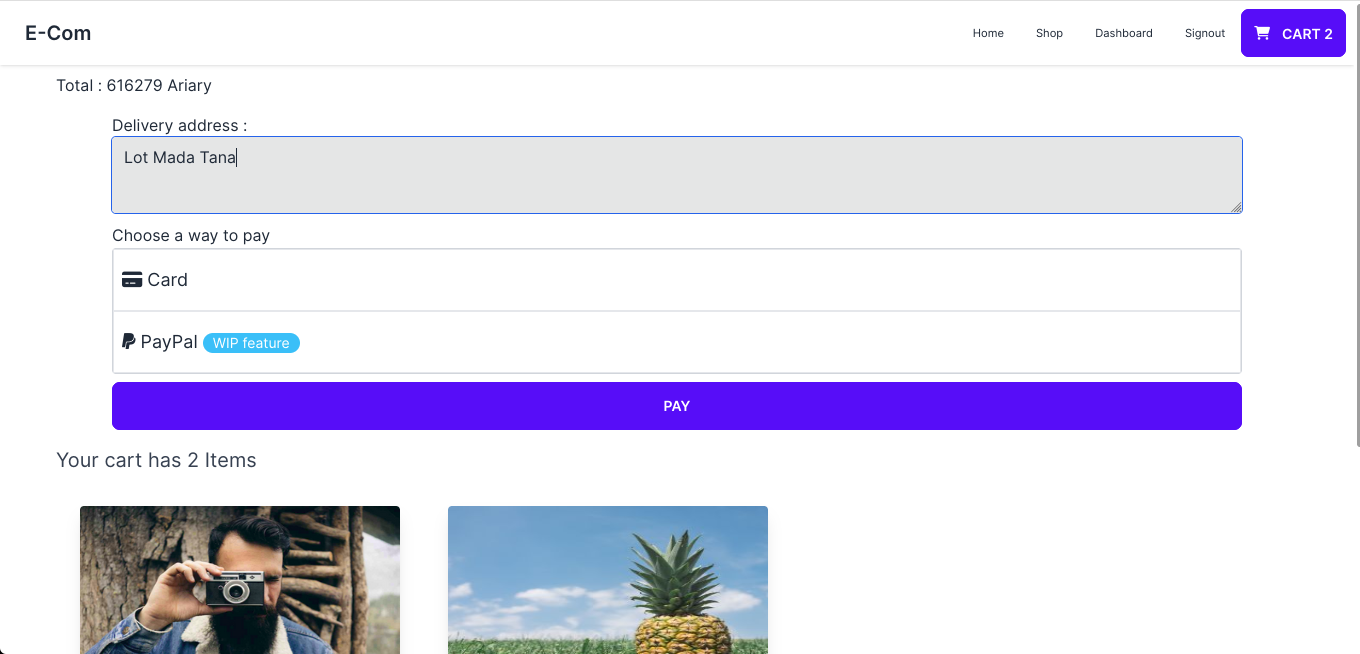 E-Com
Home
Shop
Dashboard
Signout
CART 2
Total : 616279 Ariary
Delivery address :
Lot Mada Tana
Choose a way to pay
Card
PayPal WIP feature
PAY
Your cart has 2 Items